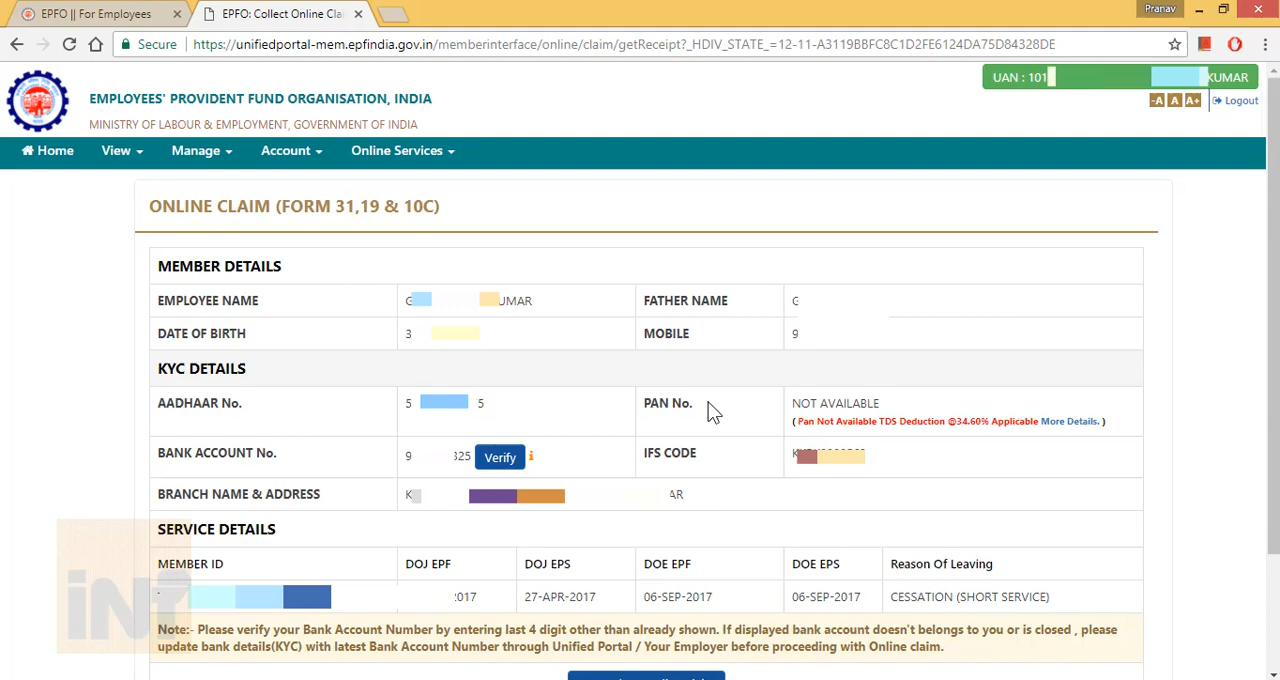 Pranav
EPFO || For Employees
EPFO: Collect Online Cla
Secure
https://unifiedportal-mem.epfindia.gov.in/memberinterface/online/claim/getReceipt?_HDIV_STATE_=12-11-A3119BBFC8C1D2FE6124DA75D84328DE
UAN : 101 KUMAR
EMPLOYEES' PROVIDENT FUND ORGANISATION, INDIA
-A A A+ Logout
MINISTRY OF LABOUR & EMPLOYMENT, GOVERNMENT OF INDIA
Home View Manage Account Online Services
ONLINE CLAIM (FORM 31,19 & 10C)
MEMBER DETAILS
EMPLOYEE NAME G UMAR FATHER NAME G
DATE OF BIRTH 3 MOBILE 9
KYC DETAILS
AADHAAR No. 5 5 PAN No. NOT AVAILABLE
( Pan Not Available TDS Deduction @34.60% Applicable More Details. )
BANK ACCOUNT No. 9 325 Verify i IFS CODE
BRANCH NAME & ADDRESS K AR
SERVICE DETAILS
MEMBER ID DOJ EPF DOJ EPS DOE EPF DOE EPS Reason Of Leaving
2017 27-APR-2017 06-SEP-2017 06-SEP-2017 CESSATION (SHORT SERVICE)
Note:- Please verify your Bank Account Number by entering last 4 digit other than already shown. If displayed bank account doesn't belongs to you or is closed , please
update bank details(KYC) with latest Bank Account Number through Unified Portal / Your Employer before proceeding with Online claim.